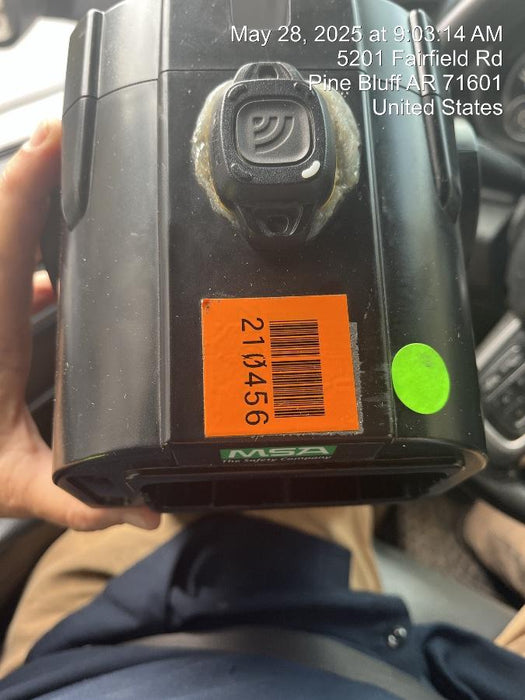 May 28, 2025 at 9:03:14 AM
5201 Fairfield Rd
Pine Bluff AR 71601
United States
210456
MSA
The Safety Company